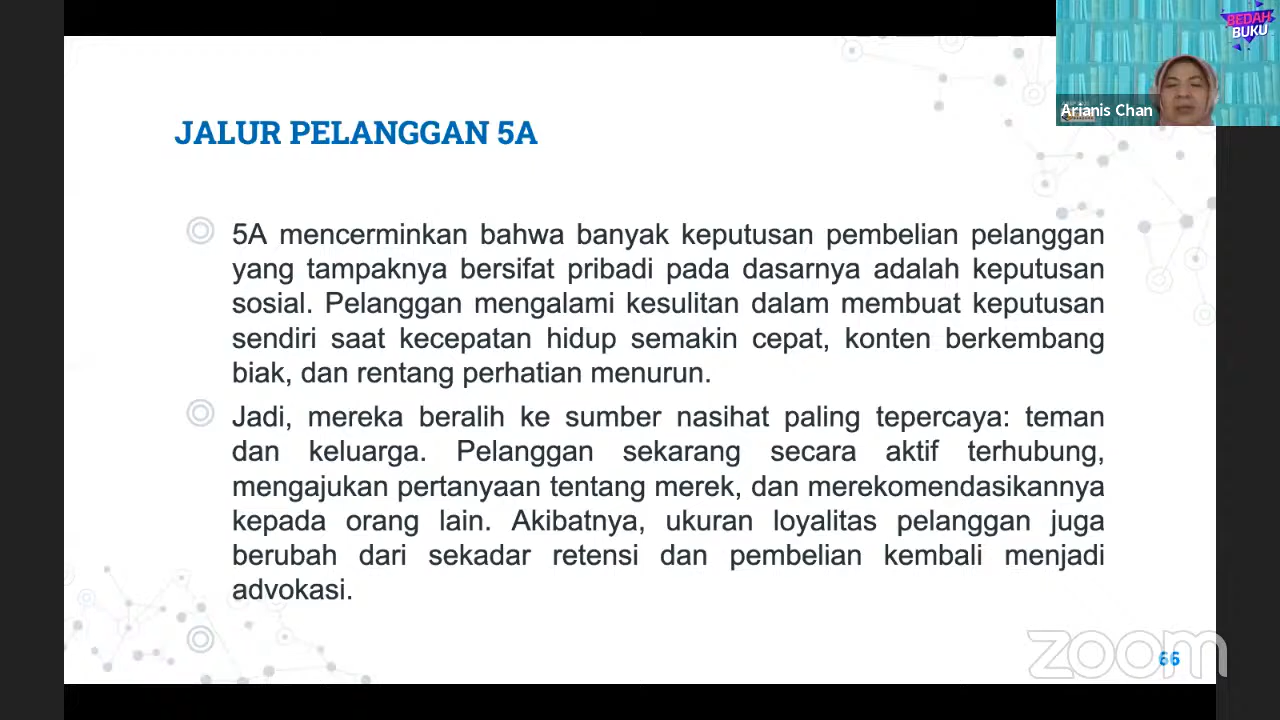 BEDAH
BUKU
Arianis Chan
JALUR PELANGGAN 5A
5A mencerminkan bahwa banyak keputusan pembelian pelanggan
yang tampaknya bersifat pribadi pada dasarnya adalah keputusan
sosial. Pelanggan mengalami kesulitan dalam membuat keputusan
sendiri saat kecepatan hidup semakin cepat, konten berkembang
biak, dan rentang perhatian menurun.
Jadi, mereka beralih ke sumber nasihat paling tepercaya: teman
dan keluarga. Pelanggan sekarang secara aktif terhubung,
mengajukan pertanyaan tentang merek, dan merekomendasikannya
kepada orang lain. Akibatnya, ukuran loyalitas pelanggan juga
berubah dari sekadar retensi dan pembelian kembali menjadi
advokasi.
zoom
66